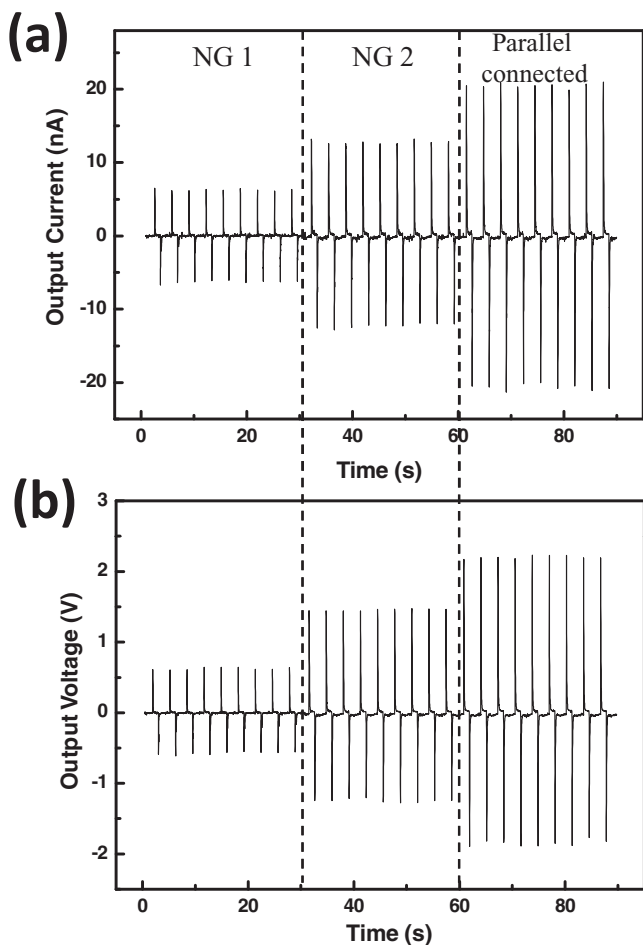 (a)
NG 1
NG 2
Parallel
connected
Output Current (nA)
20
10
0
-10
-20
0
20
40
60
80
Time (s)
(b)
Output Voltage (V)
3
2
1
0
-1
-2
0
20
40
60
80
Time (s)